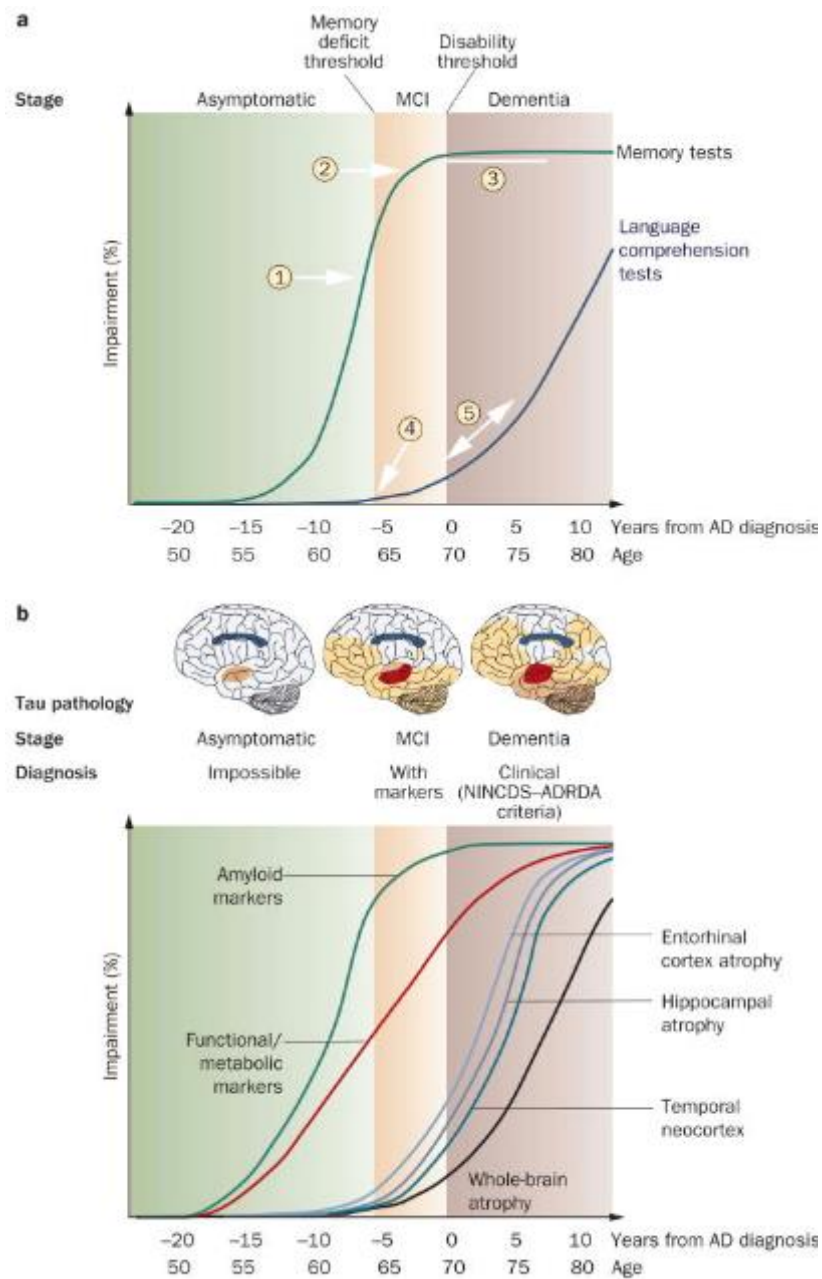 a
Memory
deficit
threshold
Disability
threshold
Stage
Asymptomatic
MCI
Dementia
Impairment (%)
①
②
③
④
⑤
Memory tests
Language
comprehension
tests
–20 –15 –10 –5 0 5 10 Years from AD diagnosis
50 55 60 65 70 75 80 Age
b
Tau pathology
Stage
Asymptomatic
MCI
Dementia
Diagnosis
Impossible
With
markers
Clinical
(NINCDS–ADRDA
criteria)
Impairment (%)
Amyloid
markers
Functional/
metabolic
markers
Entorhinal
cortex atrophy
Hippocampal
atrophy
Temporal
neocortex
Whole-brain
atrophy
–20 –15 –10 –5 0 5 10 Years from AD diagnosis
50 55 60 65 70 75 80 Age